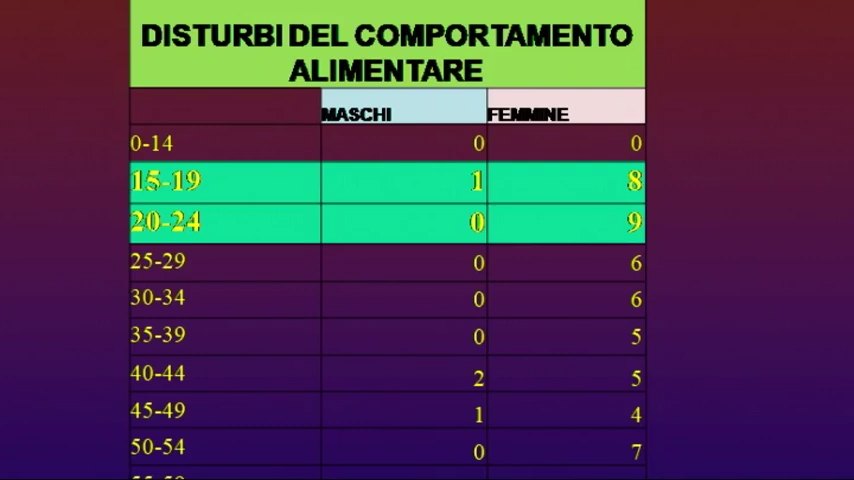 DISTURBI DEL COMPORTAMENTO
ALIMENTARE
MASCHI FEMMINE
0-14 0 0
15-19 1 8
20-24 0 9
25-29 0 6
30-34 0 6
35-39 0 5
40-44 2 5
45-49 1 4
50-54 0 7